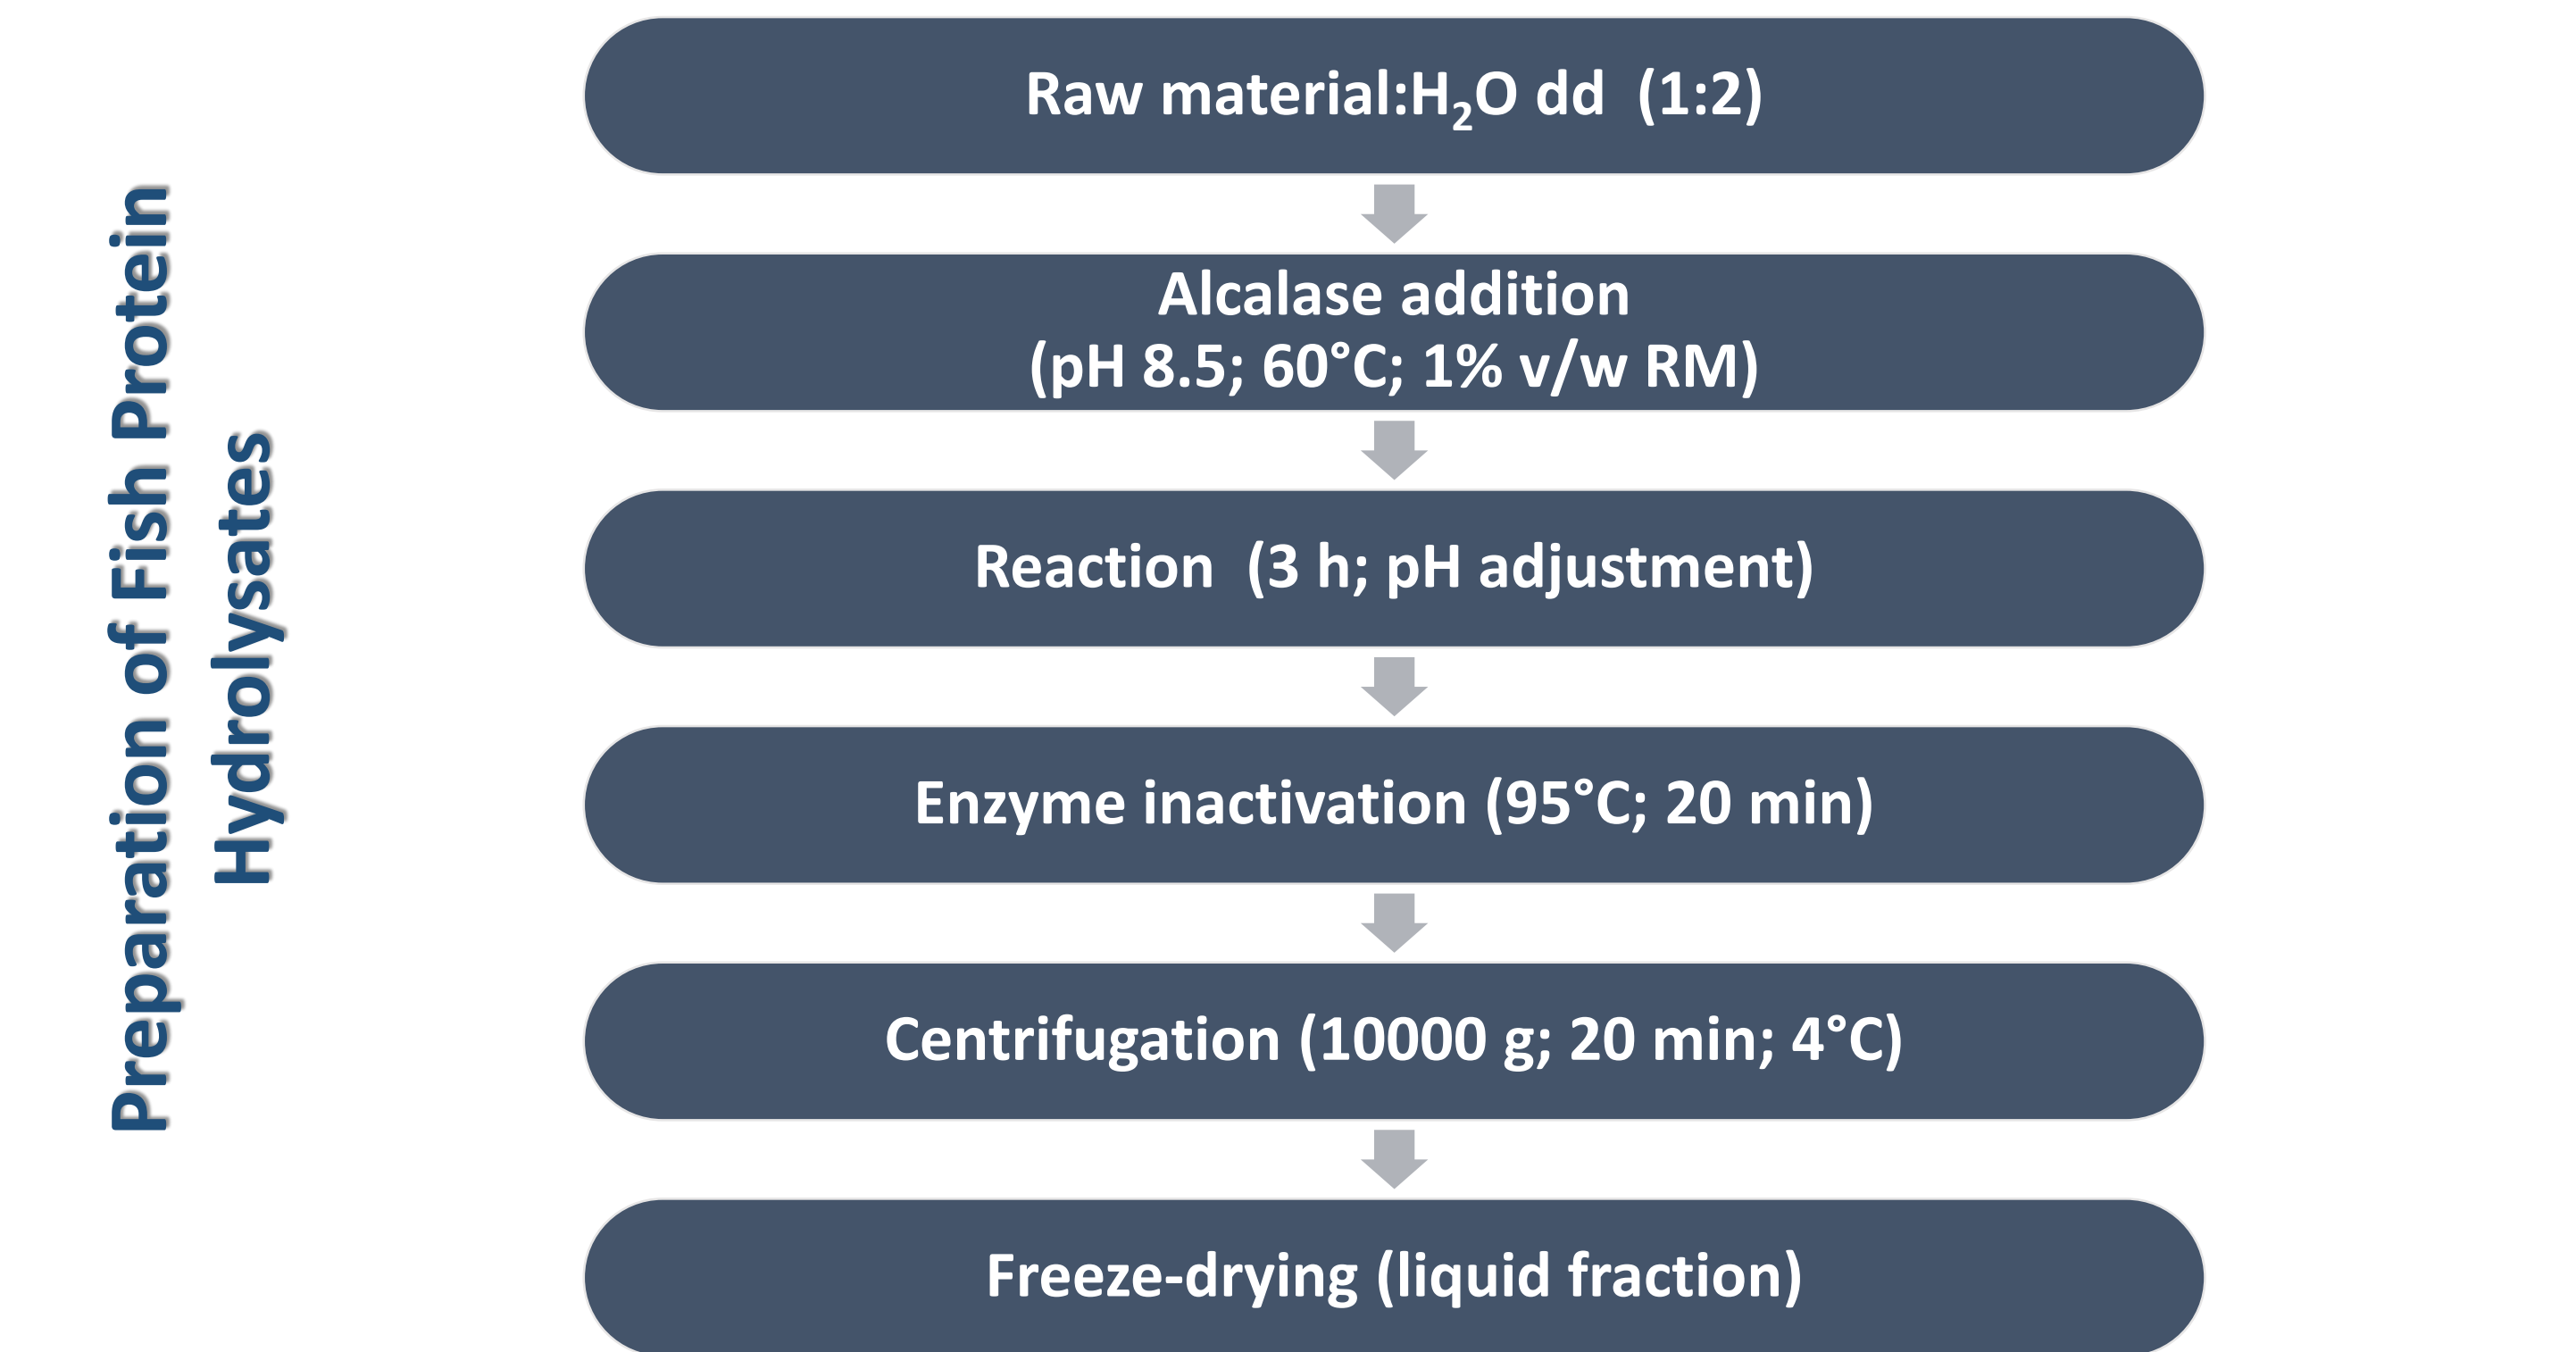 Preparation of Fish Protein
Hydrolysates
Raw material:H₂O dd (1:2)
Alcalase addition
(pH 8.5; 60°C; 1% v/w RM)
Reaction (3 h; pH adjustment)
Enzyme inactivation (95°C; 20 min)
Centrifugation (10000 g; 20 min; 4°C)
Freeze-drying (liquid fraction)